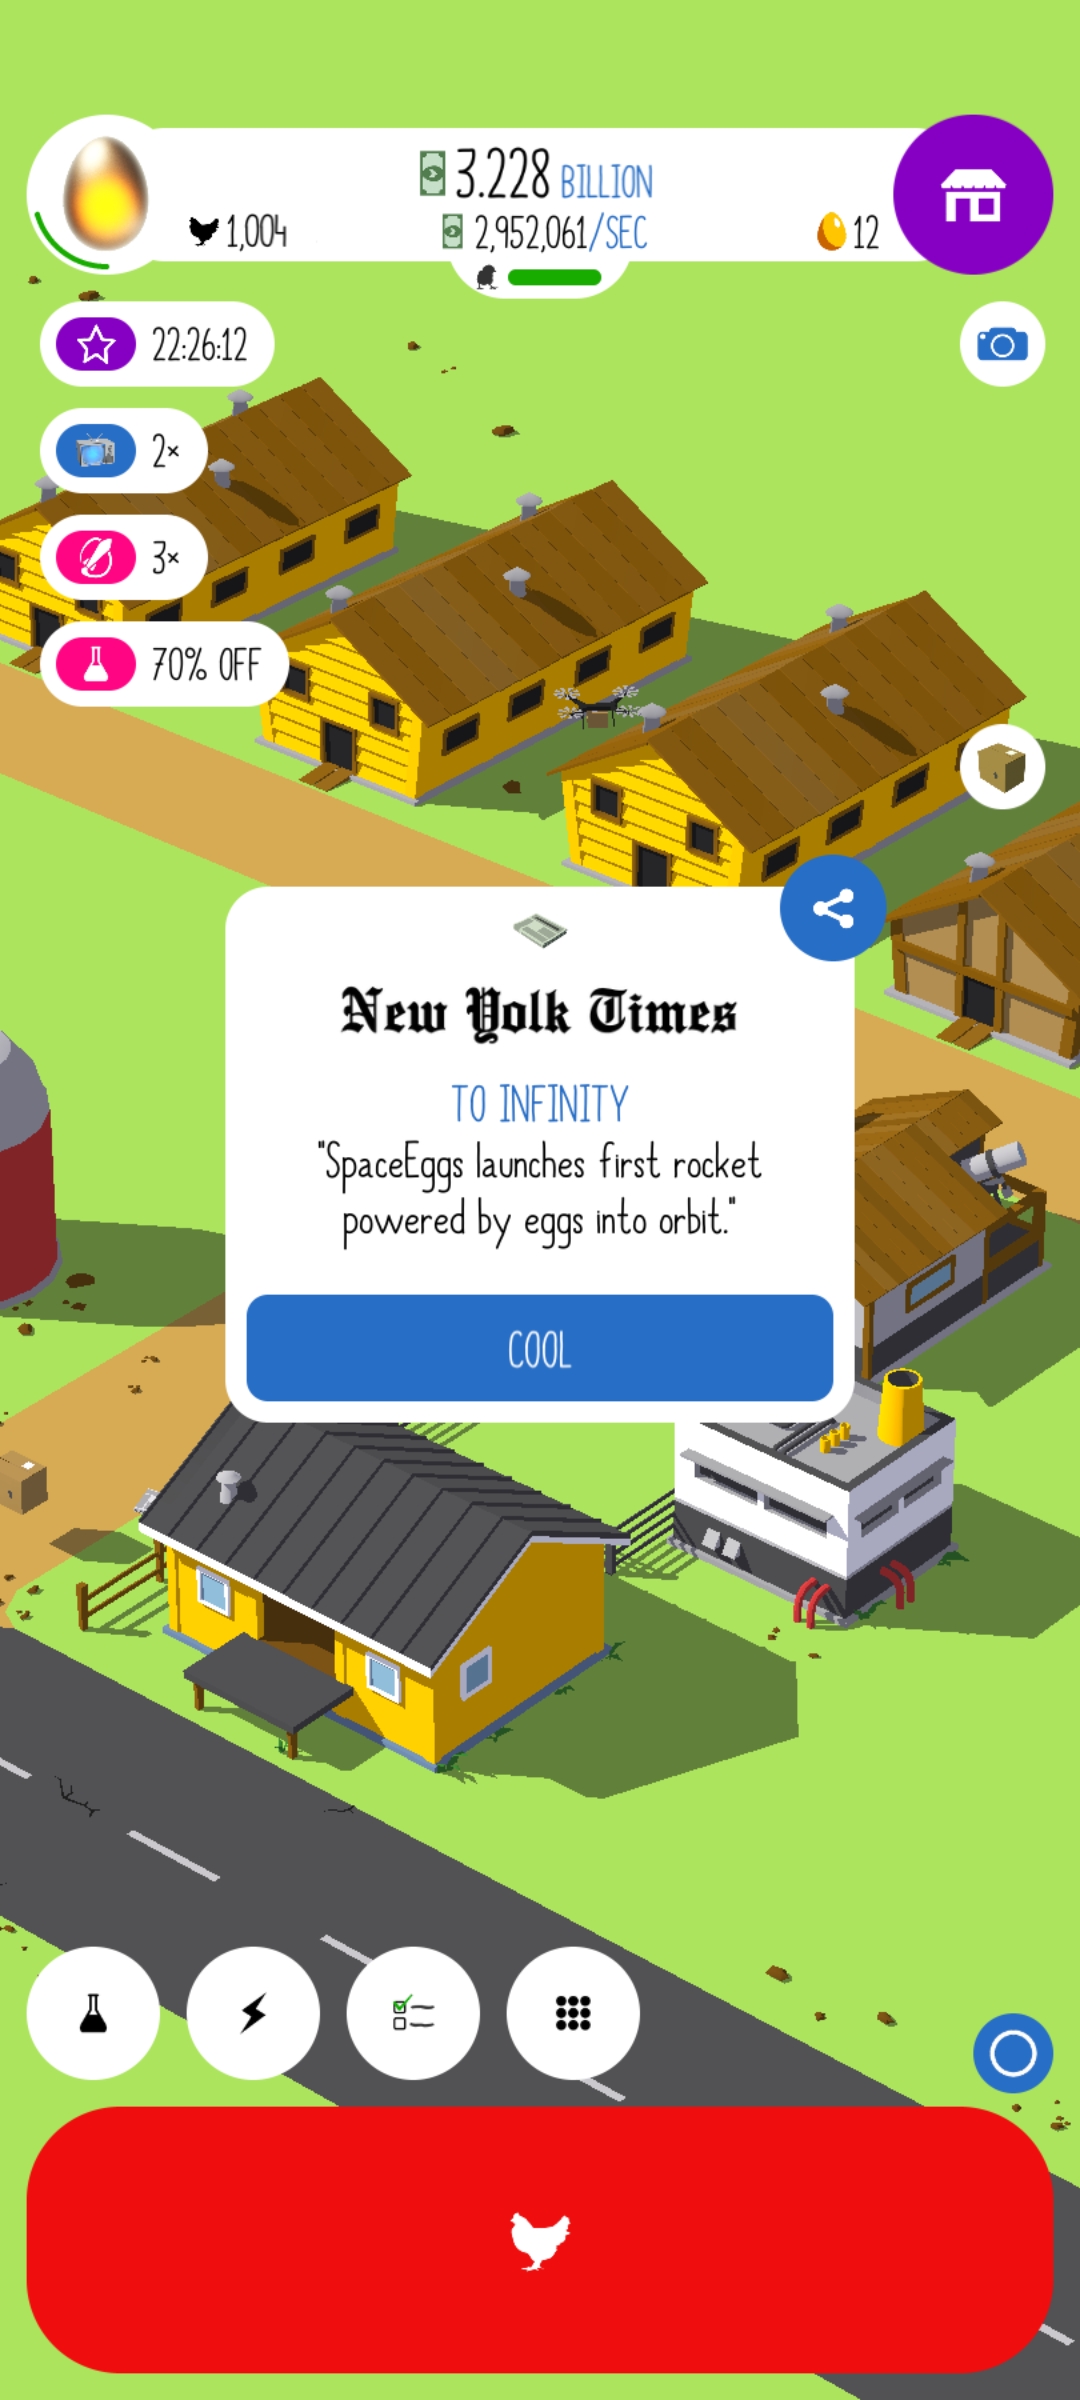 3.228 BILLION
1,004
2,952,061/SEC
12
22:26:12
2×
3×
70% OFF
New Yolk Times
TO INFINITY
"SpaceEggs launches first rocket
powered by eggs into orbit."
COOL